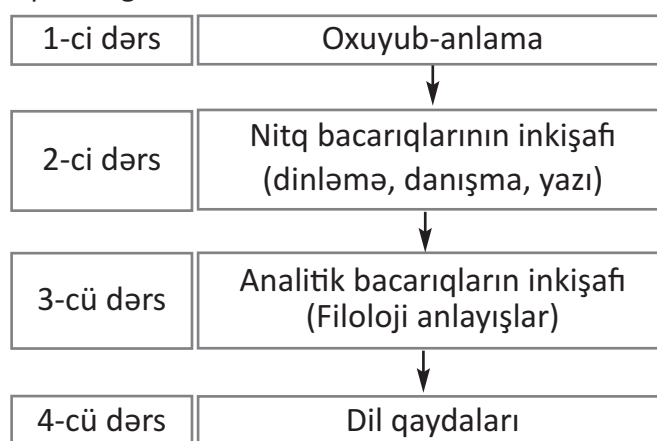 1-ci dərs
Oxuyub-anlama
2-ci dərs
Nitq bacarıqlarının inkişafı
(dinləmə, danışma, yazı)
3-cü dərs
Analitik bacarıqların inkişafı
(Filoloji anlayışlar)
4-cü dərs
Dil qaydaları